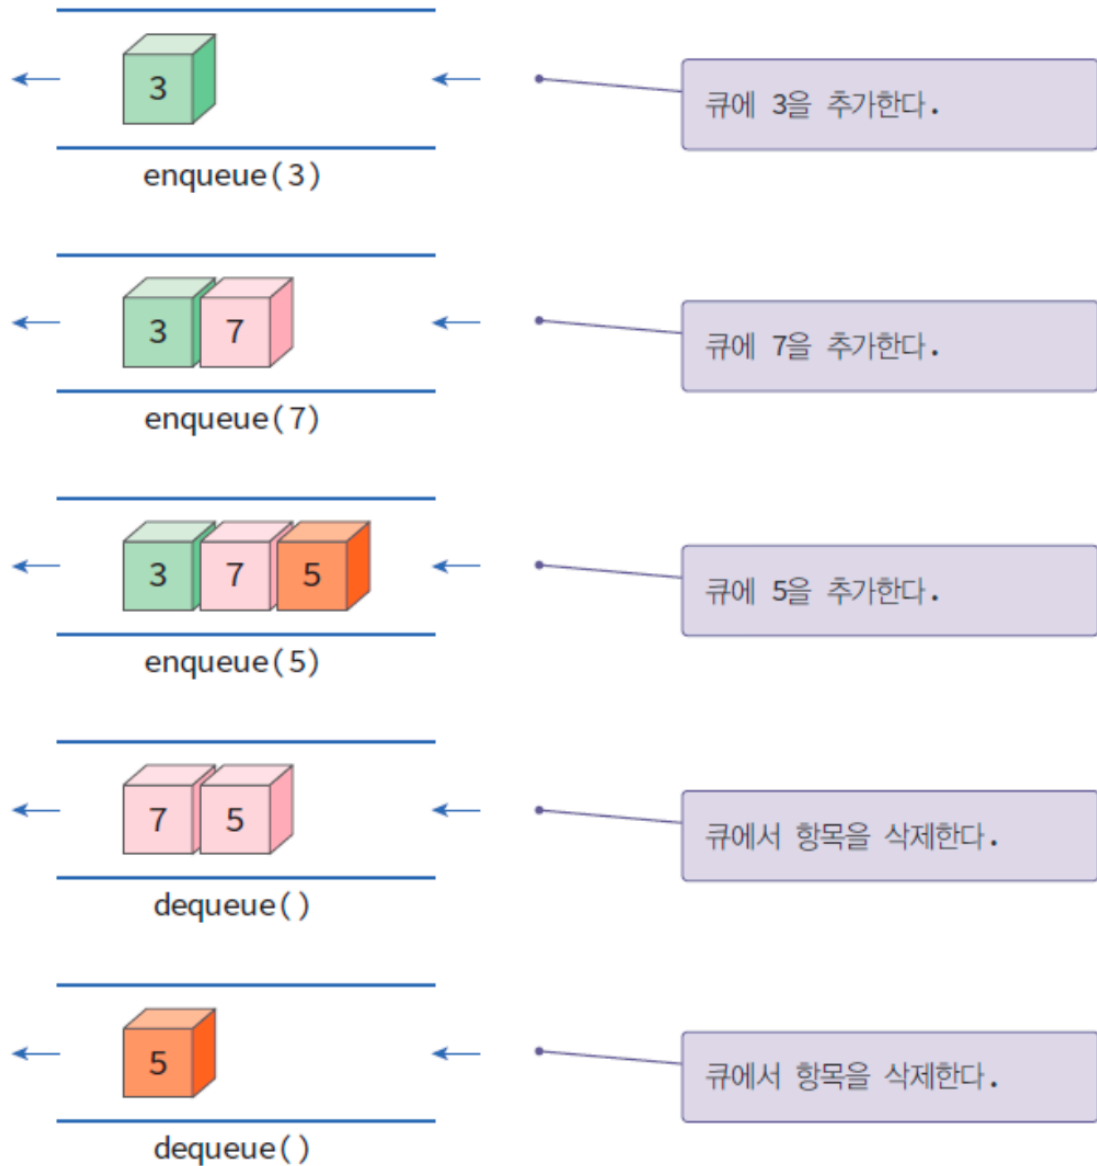 3
큐에 3을 추가한다.
enqueue(3)
3 7
큐에 7을 추가한다.
enqueue(7)
3 7 5
큐에 5을 추가한다.
enqueue(5)
7 5
큐에서 항목을 삭제한다.
dequeue()
5
큐에서 항목을 삭제한다.
dequeue()